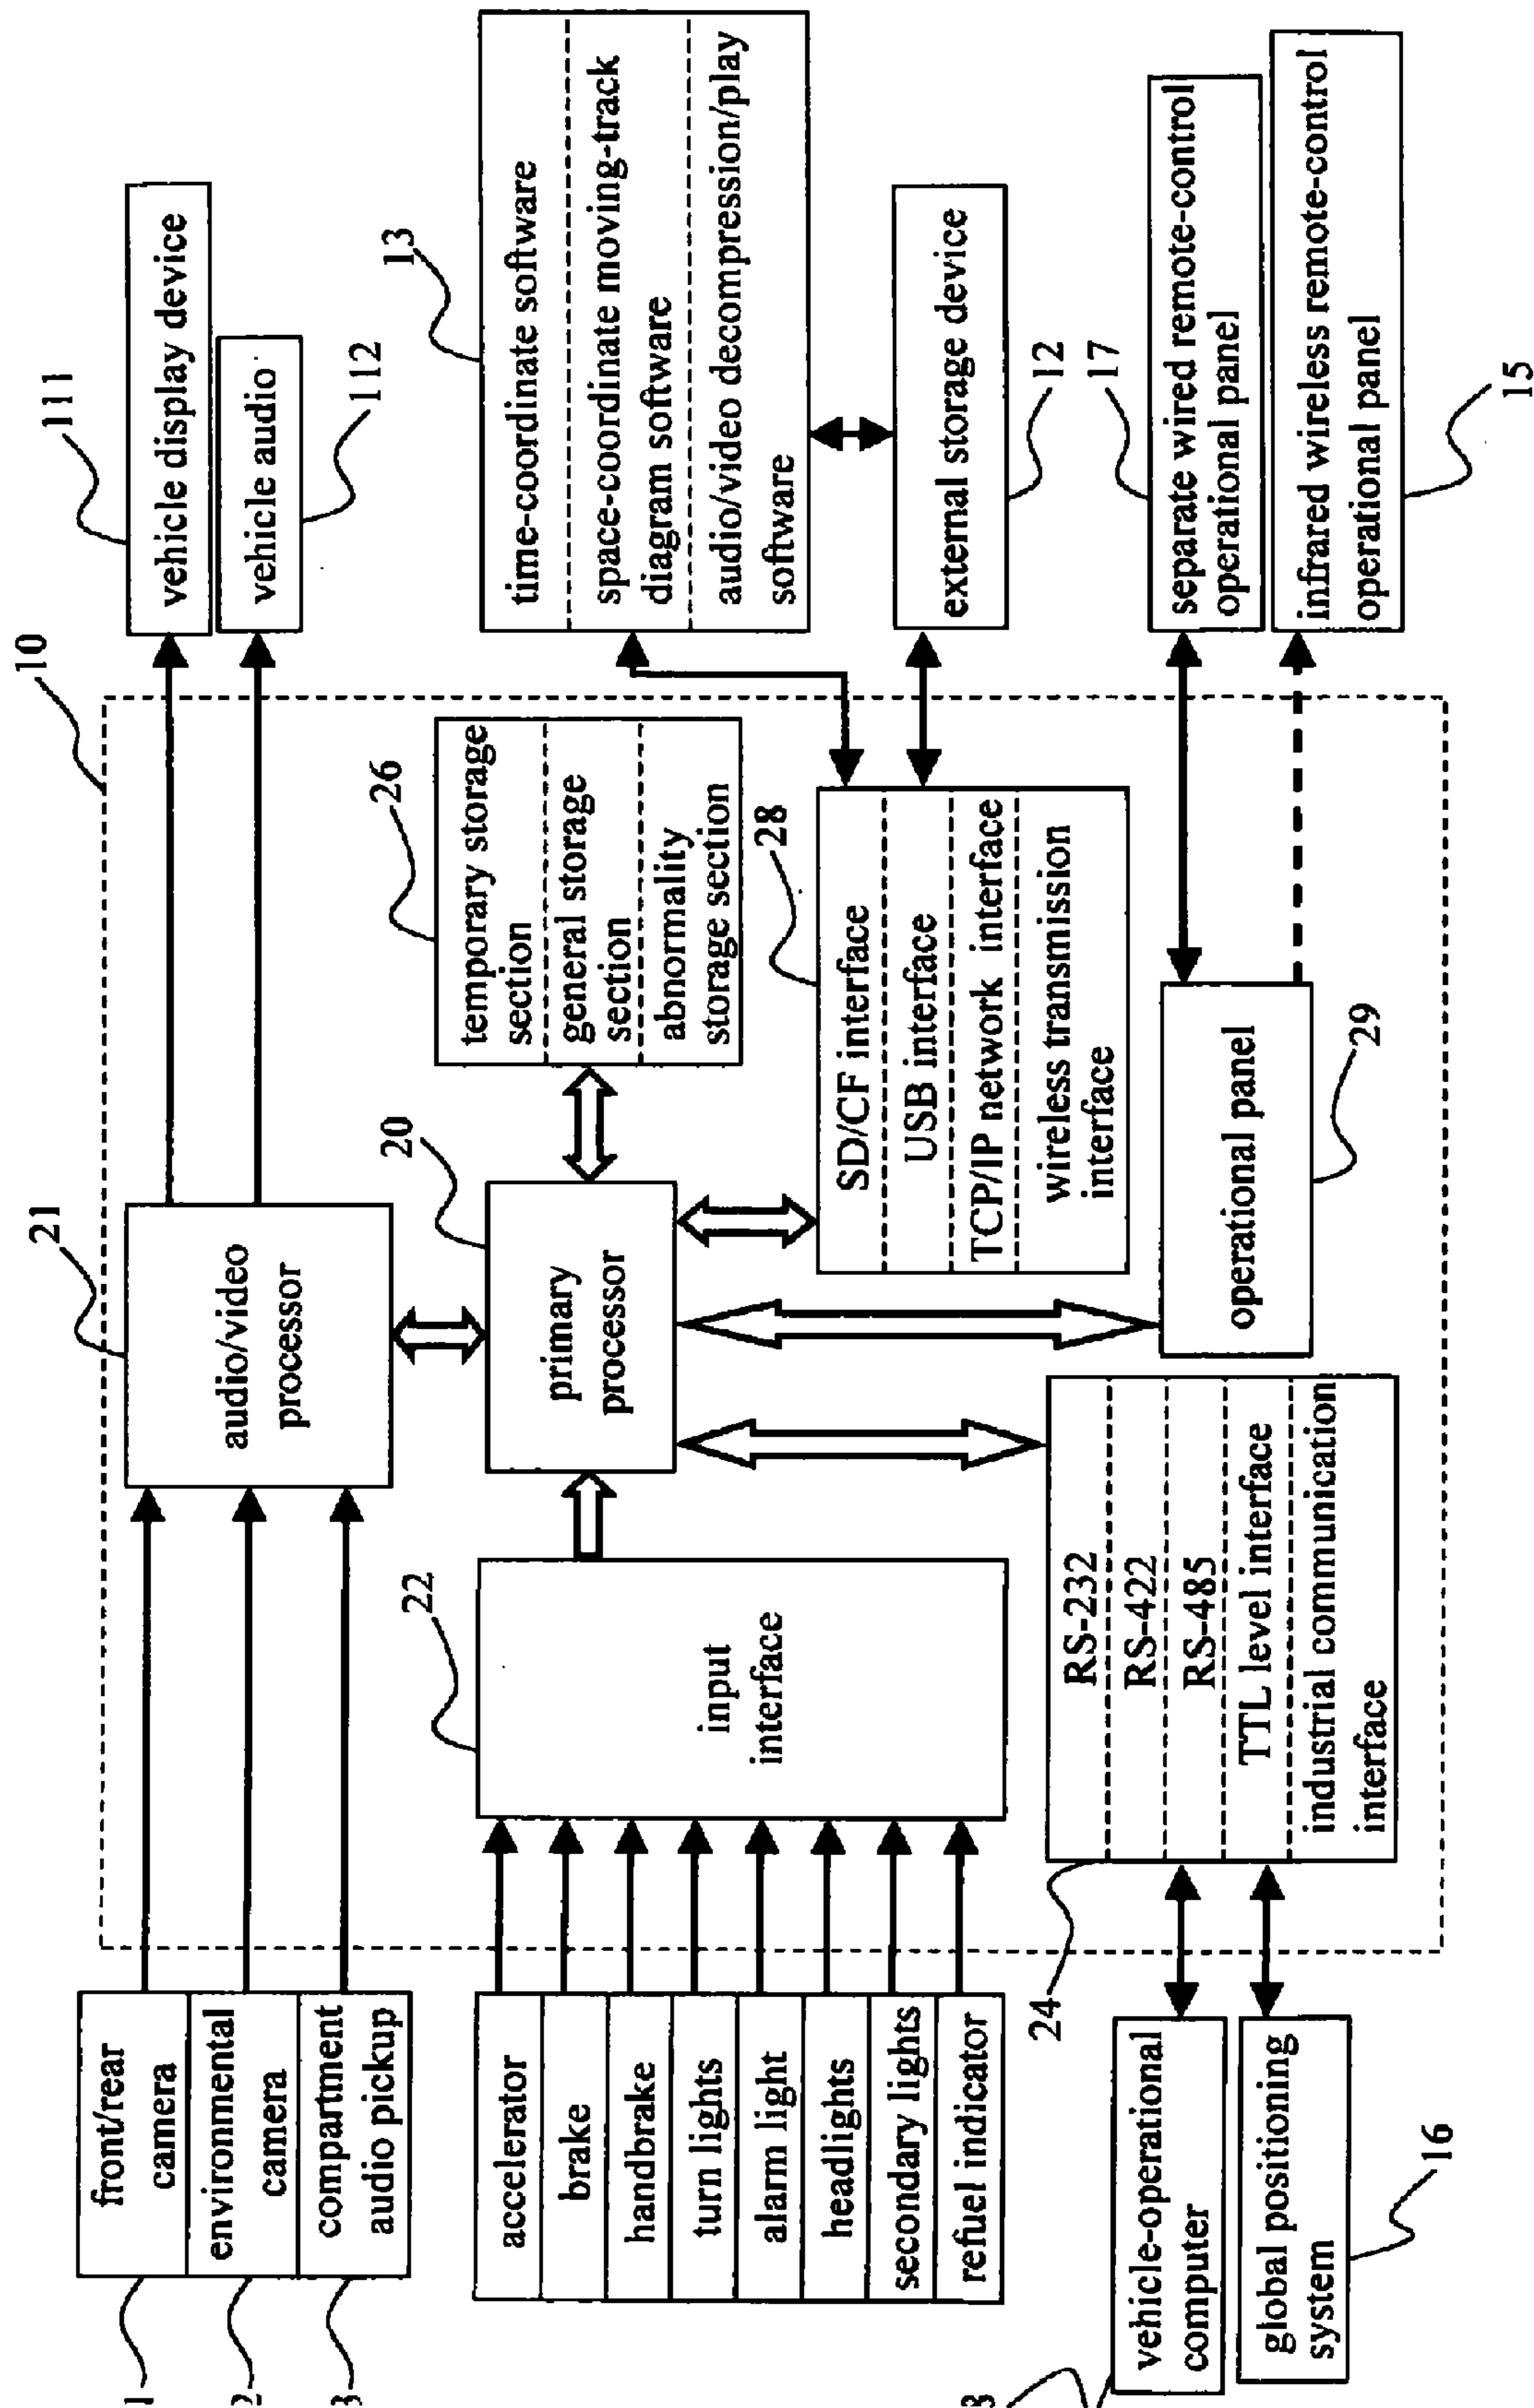 10
111
vehicle display device
vehicle audio
112
13
time-coordinate software
space-coordinate moving-track
diagram software
audio/video decompression/play
software
external storage device
12
17
separate wired remote-control
operational panel
infrared wireless remote-control
operational panel
15
21
audio/video
processor
20
primary
processor
26
temporary storage
section
general storage
section
abnormality
storage section
28
SD/CF interface
USB interface
TCP/IP network interface
wireless transmission
interface
operational panel
29
22
input
interface
RS-232
RS-422
RS-485
TTL level interface
industrial communication
interface
24
front/rear
camera
environmental
camera
compartment
audio pickup
1
2
3
accelerator
brake
handbrake
turn lights
alarm light
headlights
secondary lights
refuel indicator
vehicle-operational
computer
global positioning
system
16